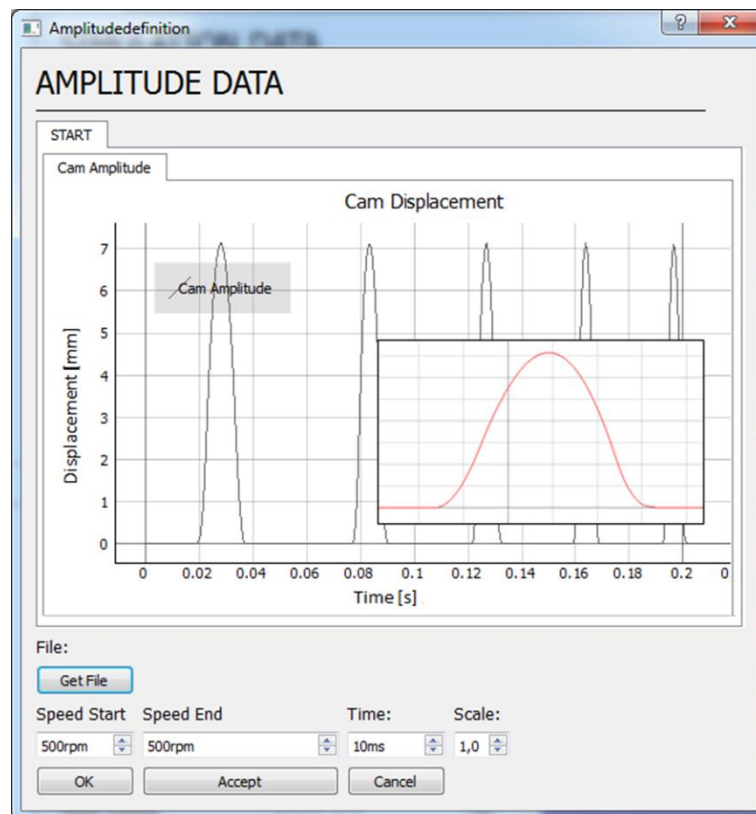 Amplitudedefinition
AMPLITUDE DATA
START
Cam Amplitude
Cam Displacement
7
6
5
4
3
2
1
0
Displacement [mm]
Cam Amplitude
0 0.02 0.04 0.06 0.08 0.1 0.12 0.14 0.16 0.18 0.2 0
Time [s]
File:
Get File
Speed Start Speed End Time: Scale:
500rpm 500rpm 10ms 1,0
OK Accept Cancel